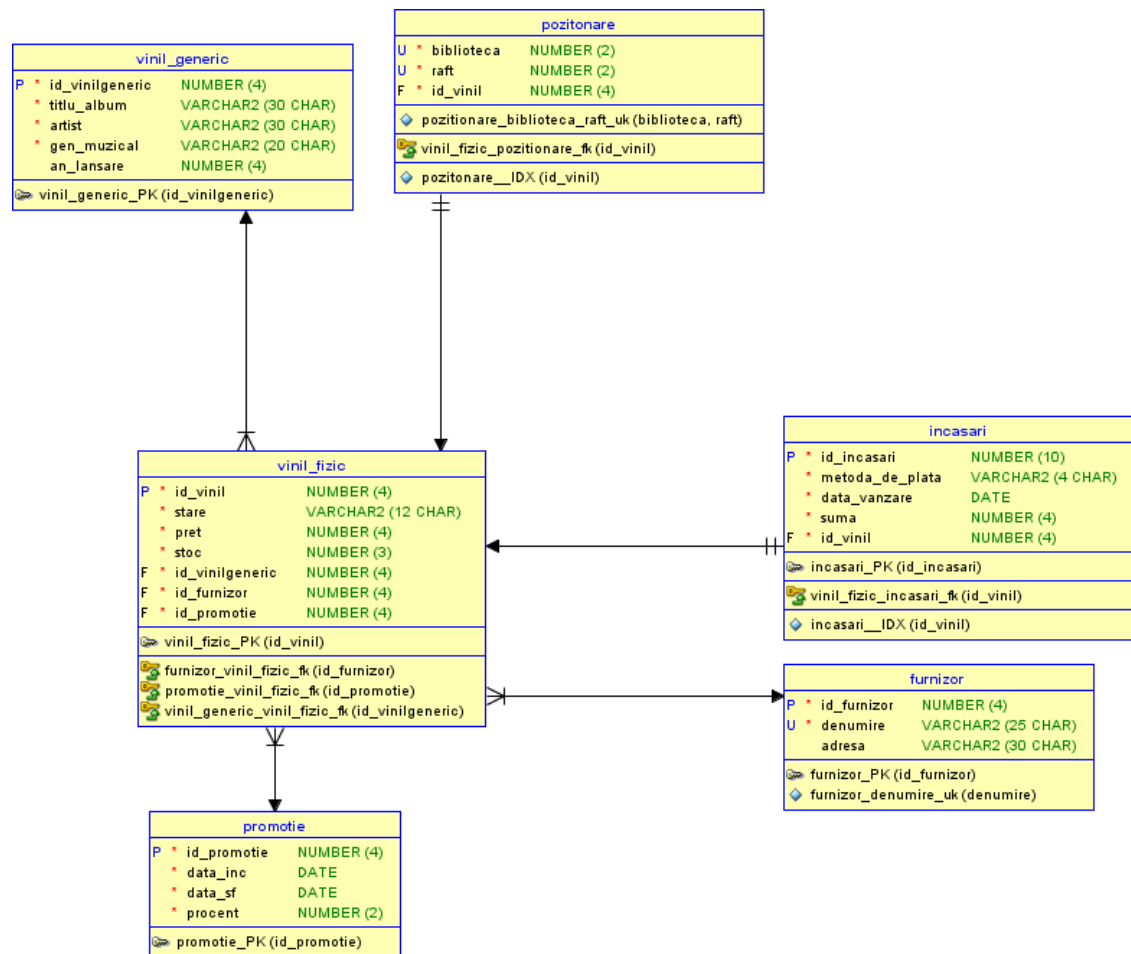 vinil_generic
P * id_vinilgeneric NUMBER (4)
* titlu_album VARCHAR2 (30 CHAR)
* artist VARCHAR2 (30 CHAR)
* gen_muzical VARCHAR2 (20 CHAR)
an_lansare NUMBER (4)
vinil_generic_PK (id_vinilgeneric)
pozitonare
U * biblioteca NUMBER (2)
U * raft NUMBER (2)
F * id_vinil NUMBER (4)
pozitionare_biblioteca_raft_uk (biblioteca, raft)
vinil_fizic_pozitionare_fk (id_vinil)
pozitonare__IDX (id_vinil)
vinil_fizic
P * id_vinil NUMBER (4)
* stare VARCHAR2 (12 CHAR)
* pret NUMBER (4)
* stoc NUMBER (3)
F * id_vinilgeneric NUMBER (4)
F * id_furnizor NUMBER (4)
F * id_promotie NUMBER (4)
vinil_fizic_PK (id_vinil)
furnizor_vinil_fizic_fk (id_furnizor)
promotie_vinil_fizic_fk (id_promotie)
vinil_generic_vinil_fizic_fk (id_vinilgeneric)
incasari
P * id_incasari NUMBER (10)
* metoda_de_plata VARCHAR2 (4 CHAR)
* data_vanzare DATE
* suma NUMBER (4)
F * id_vinil NUMBER (4)
incasari_PK (id_incasari)
vinil_fizic_incasari_fk (id_vinil)
incasari__IDX (id_vinil)
furnizor
P * id_furnizor NUMBER (4)
U * denumire VARCHAR2 (25 CHAR)
adresa VARCHAR2 (30 CHAR)
furnizor_PK (id_furnizor)
furnizor_denumire_uk (denumire)
promotie
P * id_promotie NUMBER (4)
* data_inc DATE
* data_sf DATE
* procent NUMBER (2)
promotie_PK (id_promotie)